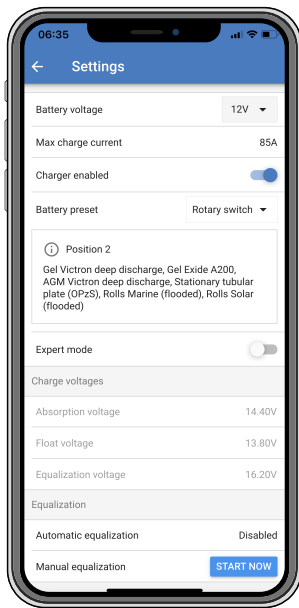 06:35
Settings
Battery voltage 12V
Max charge current 85A
Charger enabled
Battery preset Rotary switch
Position 2
Gel Victron deep discharge, Gel Exide A200,
AGM Victron deep discharge, Stationary tubular
plate (OPzS), Rolls Marine (flooded), Rolls Solar
(flooded)
Expert mode
Charge voltages
Absorption voltage 14.40V
Float voltage 13.80V
Equalization voltage 16.20V
Equalization
Automatic equalization Disabled
Manual equalization START NOW